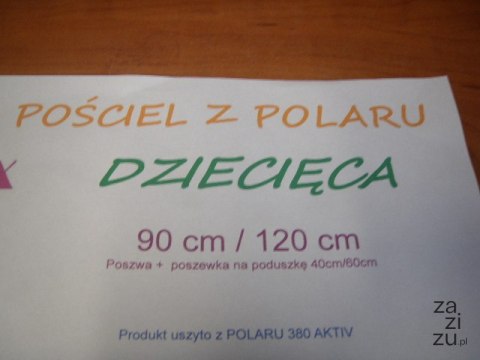 POŚCIEL Z POLARU
X
DZIECIĘCA
90 cm / 120 cm
Poszwa + poszewka na poduszkę 40cm/60cm
Produkt uszyto z POLARU 380 AKTIV
za
zi
zu.pl